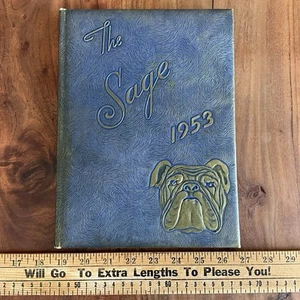 The
Sage
1953
Will Go To Extra Lengths To Please You!